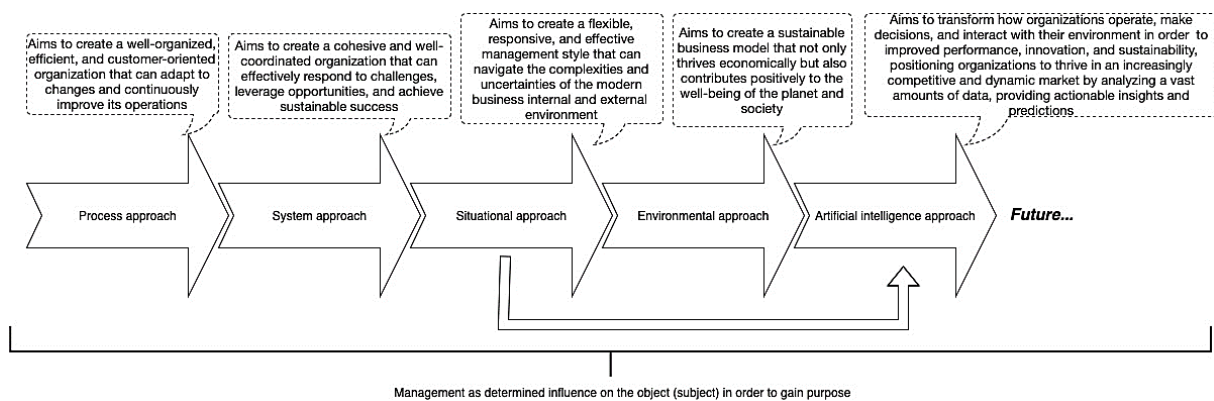 Aims to create a well-organized,
efficient, and customer-oriented
organization that can adapt to
changes and continuously
improve its operations
Aims to create a cohesive and well-
coordinated organization that can
effectively respond to challenges,
leverage opportunities, and achieve
sustainable success
Aims to create a flexible,
responsive, and effective
management style that can
navigate the complexities and
uncertainties of the modern
business internal and external
environment
Aims to create a sustainable
business model that not only
thrives economically but also
contributes positively to the
well-being of the planet and
society
Aims to transform how organizations operate, make
decisions, and interact with their environment in order to
improved performance, innovation, and sustainability,
positioning organizations to thrive in an increasingly
competitive and dynamic market by analyzing a vast
amounts of data, providing actionable insights and
predictions
Process approach
System approach
Situational approach
Environmental approach
Artificial intelligence approach
Future...
Management as determined influence on the object (subject) in order to gain purpose